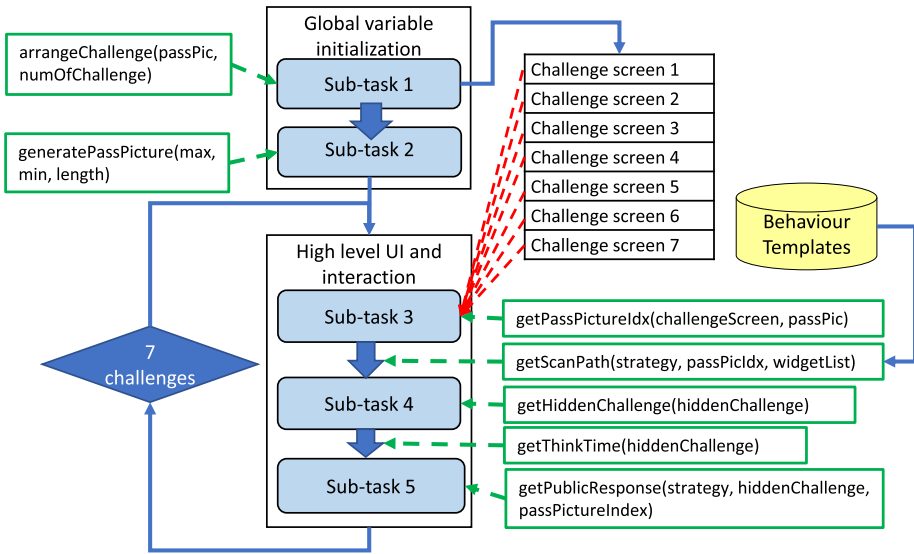 Global variable
initialization
arrangeChallenge(passPic,
numOfChallenge)
Sub-task 1
generatePassPicture(max,
min, length)
Sub-task 2
Challenge screen 1
Challenge screen 2
Challenge screen 3
Challenge screen 4
Challenge screen 5
Challenge screen 6
Challenge screen 7
Behaviour
Templates
High level UI and
interaction
Sub-task 3
getPassPictureIdx(challengeScreen, passPic)
getScanPath(strategy, passPicIdx, widgetList)
7
challenges
Sub-task 4
getHiddenChallenge(hiddenChallenge)
getThinkTime(hiddenChallenge)
Sub-task 5
getPublicResponse(strategy, hiddenChallenge,
passPictureIndex)